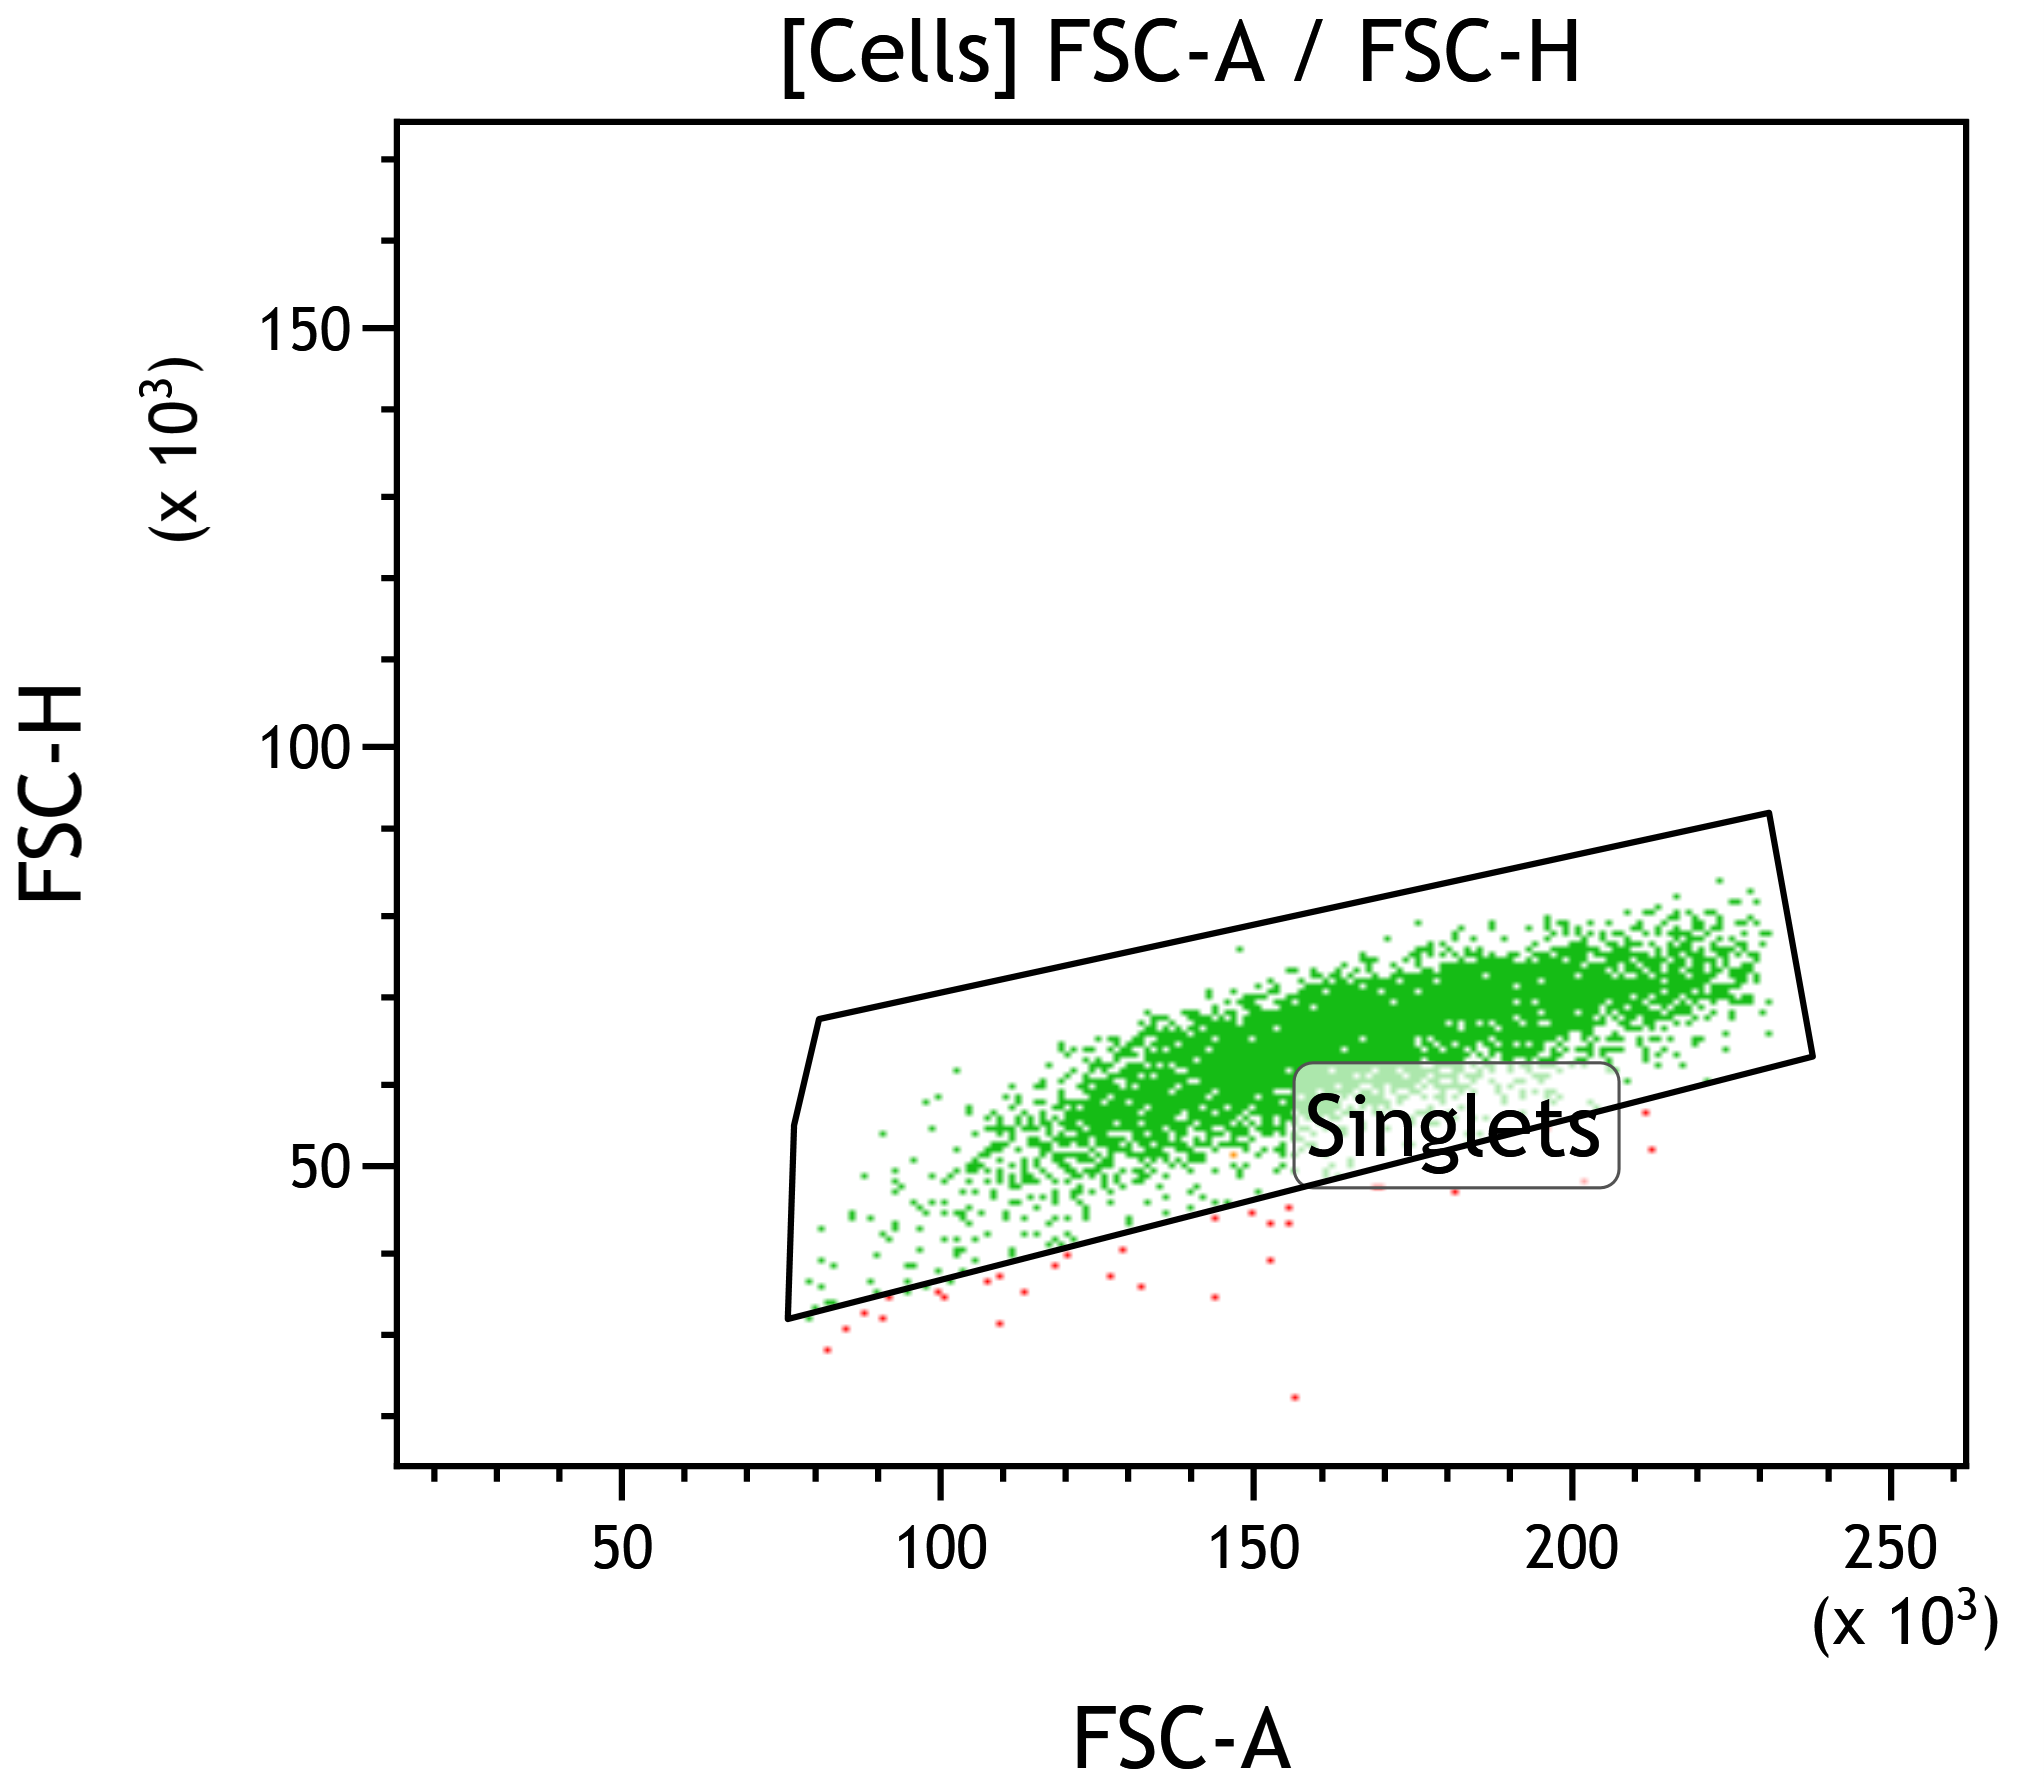 [Cells] FSC-A / FSC-H
150
(x 10³)
100
FSC-H
Singlets
50
50 100 150 200 250
(x 10³)
FSC-A